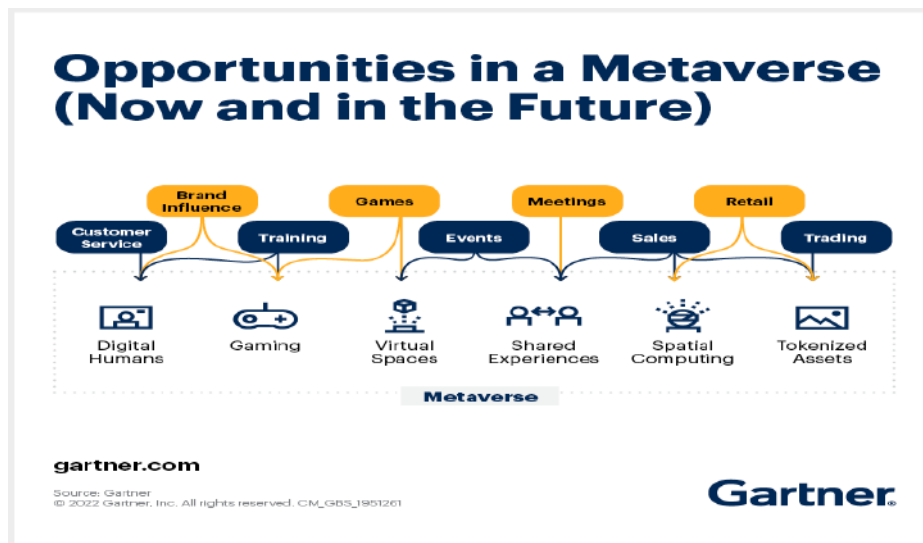 Opportunities in a Metaverse
(Now and in the Future)
Brand
Influence
Games
Meetings
Retail
Customer
Service
Training
Events
Sales
Trading
Digital
Humans
Gaming
Virtual
Spaces
Shared
Experiences
Spatial
Computing
Tokenized
Assets
Metaverse
gartner.com
Source: Gartner
© 2022 Gartner, Inc. All rights reserved. CM_GBS_1951261
Gartner®